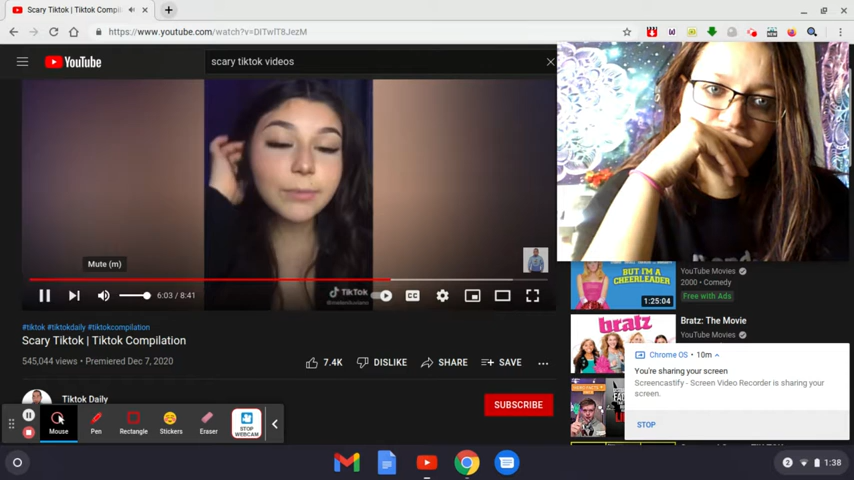 Scary Tiktok | Tiktok Compil
https://www.youtube.com/watch?v=DITwlT8JezM
YouTube
scary tiktok videos
Mute (m)
6:03 / 8:41
TikTok
CC
#tiktok #tiktokdaily #tiktokcompilation
Scary Tiktok | Tiktok Compilation
545,044 views • Premiered Dec 7, 2020
7.4K
DISLIKE
SHARE
SAVE
Tiktok Daily
SUBSCRIBE
BUT I'M A
CHEERLEADER
1:25:04
YouTube Movies
2000 • Comedy
Free with Ads
bratz
Bratz: The Movie
YouTube Movies
Chrome OS • 10m
You're sharing your screen
Screencastify - Screen Video Recorder is sharing your
screen.
STOP
Mouse
Pen
Rectangle
Stickers
Eraser
STOP
WEBCAM
2
1:38